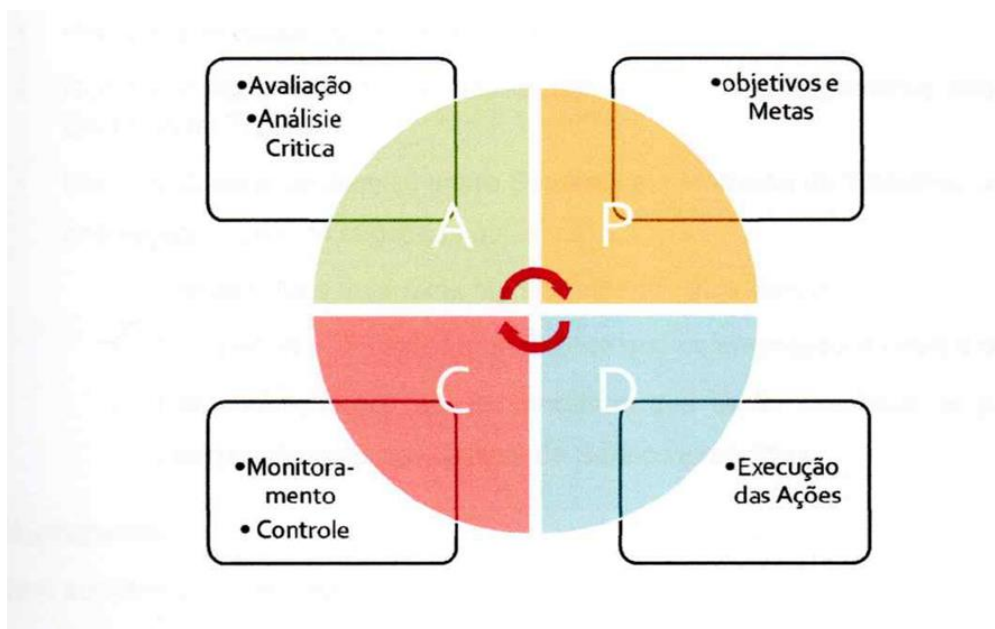 •Avaliação
•Análisie
Critica
•objetivos e
Metas
A
P
C
D
•Monitora-
mento
• Controle
•Execução
das Ações